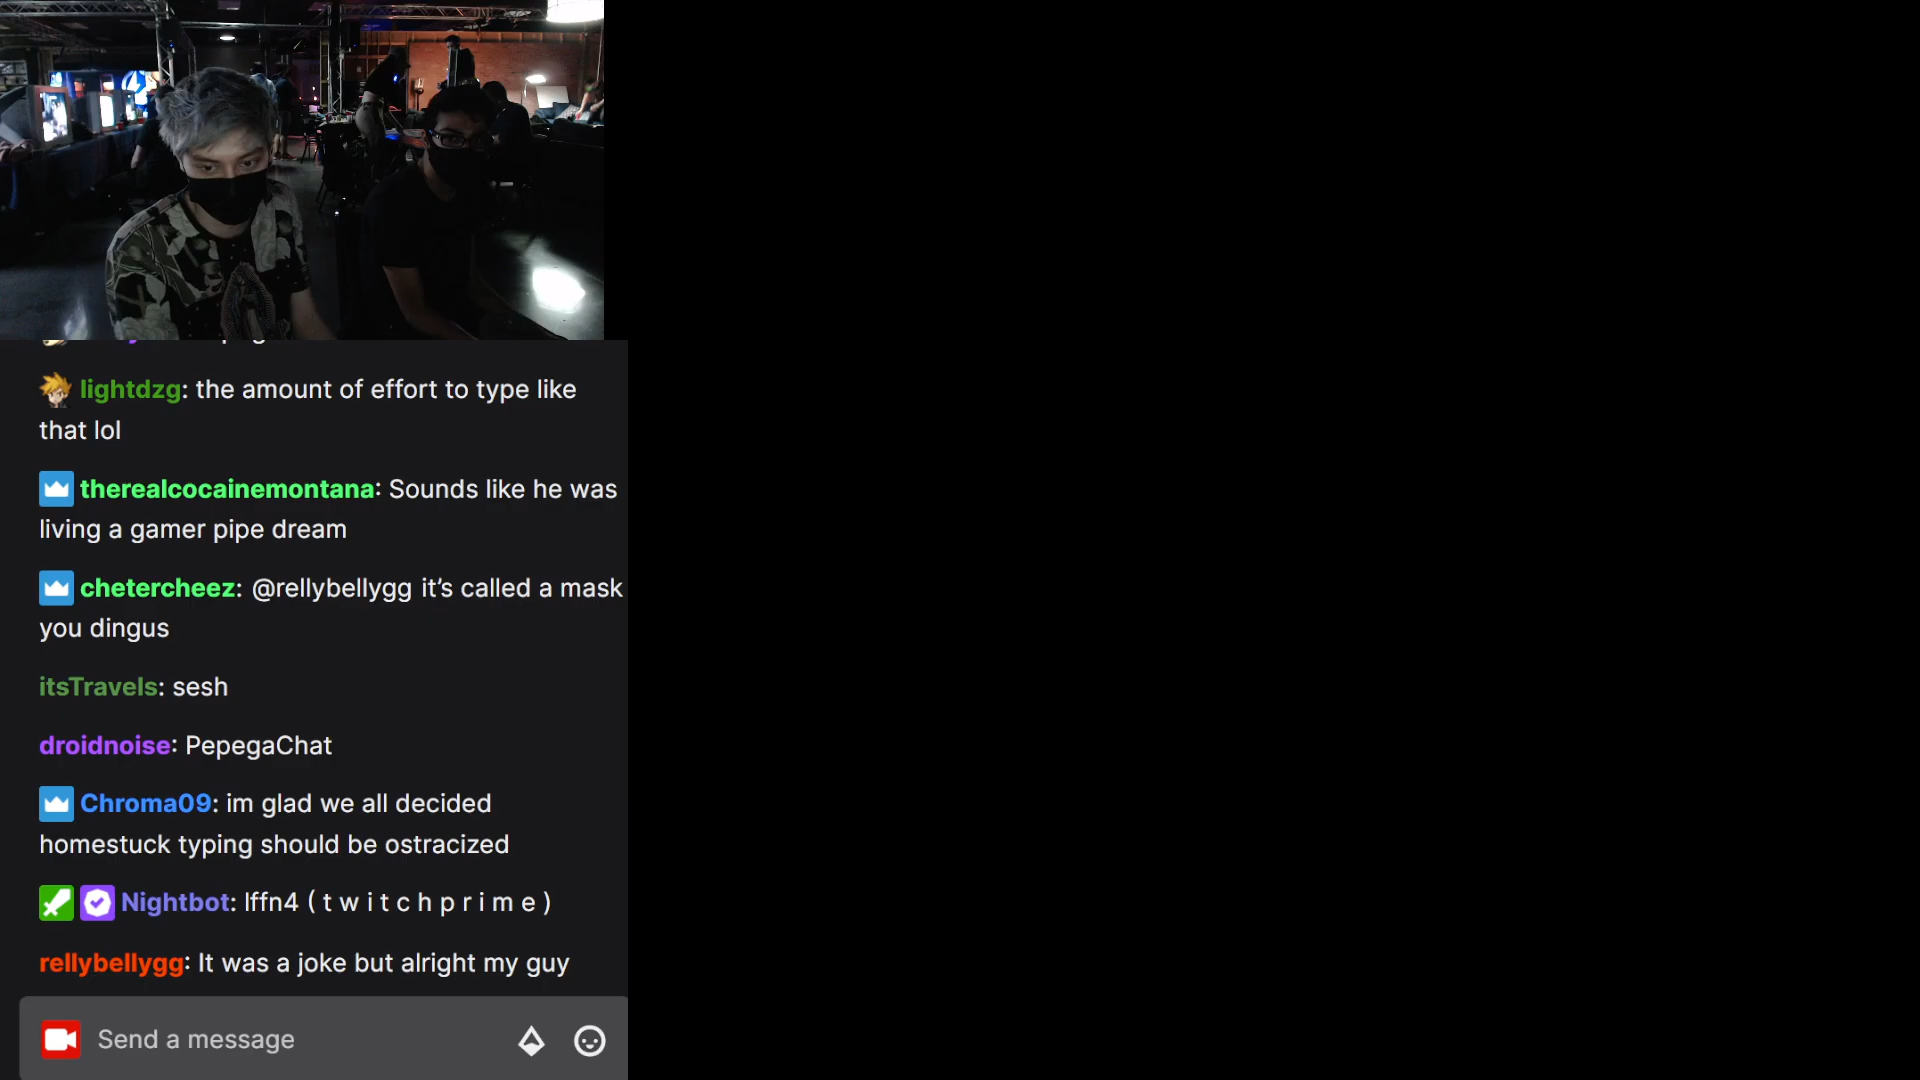 lightdzg: the amount of effort to type like
that lol
therealcocainemontana: Sounds like he was
living a gamer pipe dream
chetercheez: @rellybellygg it’s called a mask
you dingus
itsTravels: sesh
droidnoise: PepegaChat
Chroma09: im glad we all decided
homestuck typing should be ostracized
Nightbot: lffn4 ( t w i t c h p r i m e )
rellybellygg: It was a joke but alright my guy
Send a message